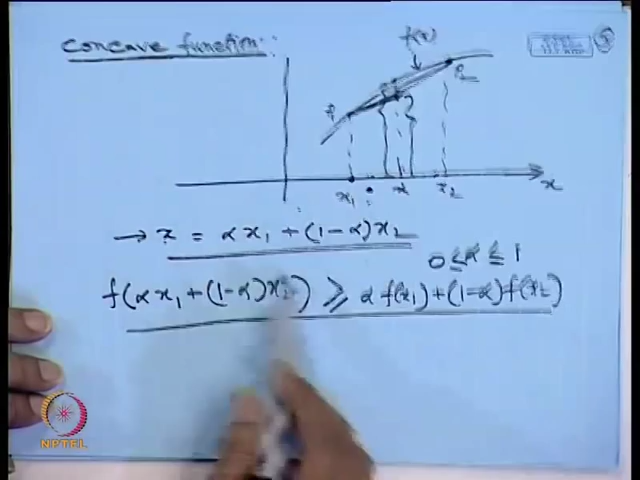 concave function:
f(x)
P
x₁
x
x₂
x
→ x = αx₁ + (1-α)x₂
0 ≤ α ≤ 1
f(αx₁ + (1-α)x₂) ≥ αf(x₁) + (1-α)f(x₂)
NPTEL